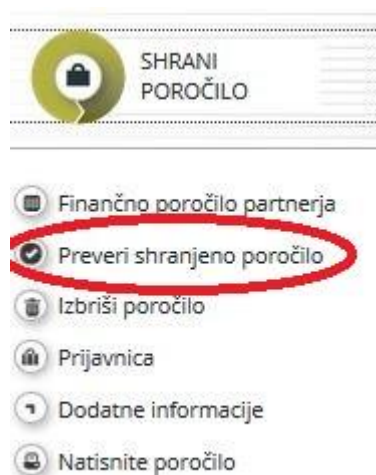 SHRANI
POROČILO
Finančno poročilo partnerja
Preveri shranjeno poročilo
Izbriši poročilo
Prijavnica
Dodatne informacije
Natisnite poročilo